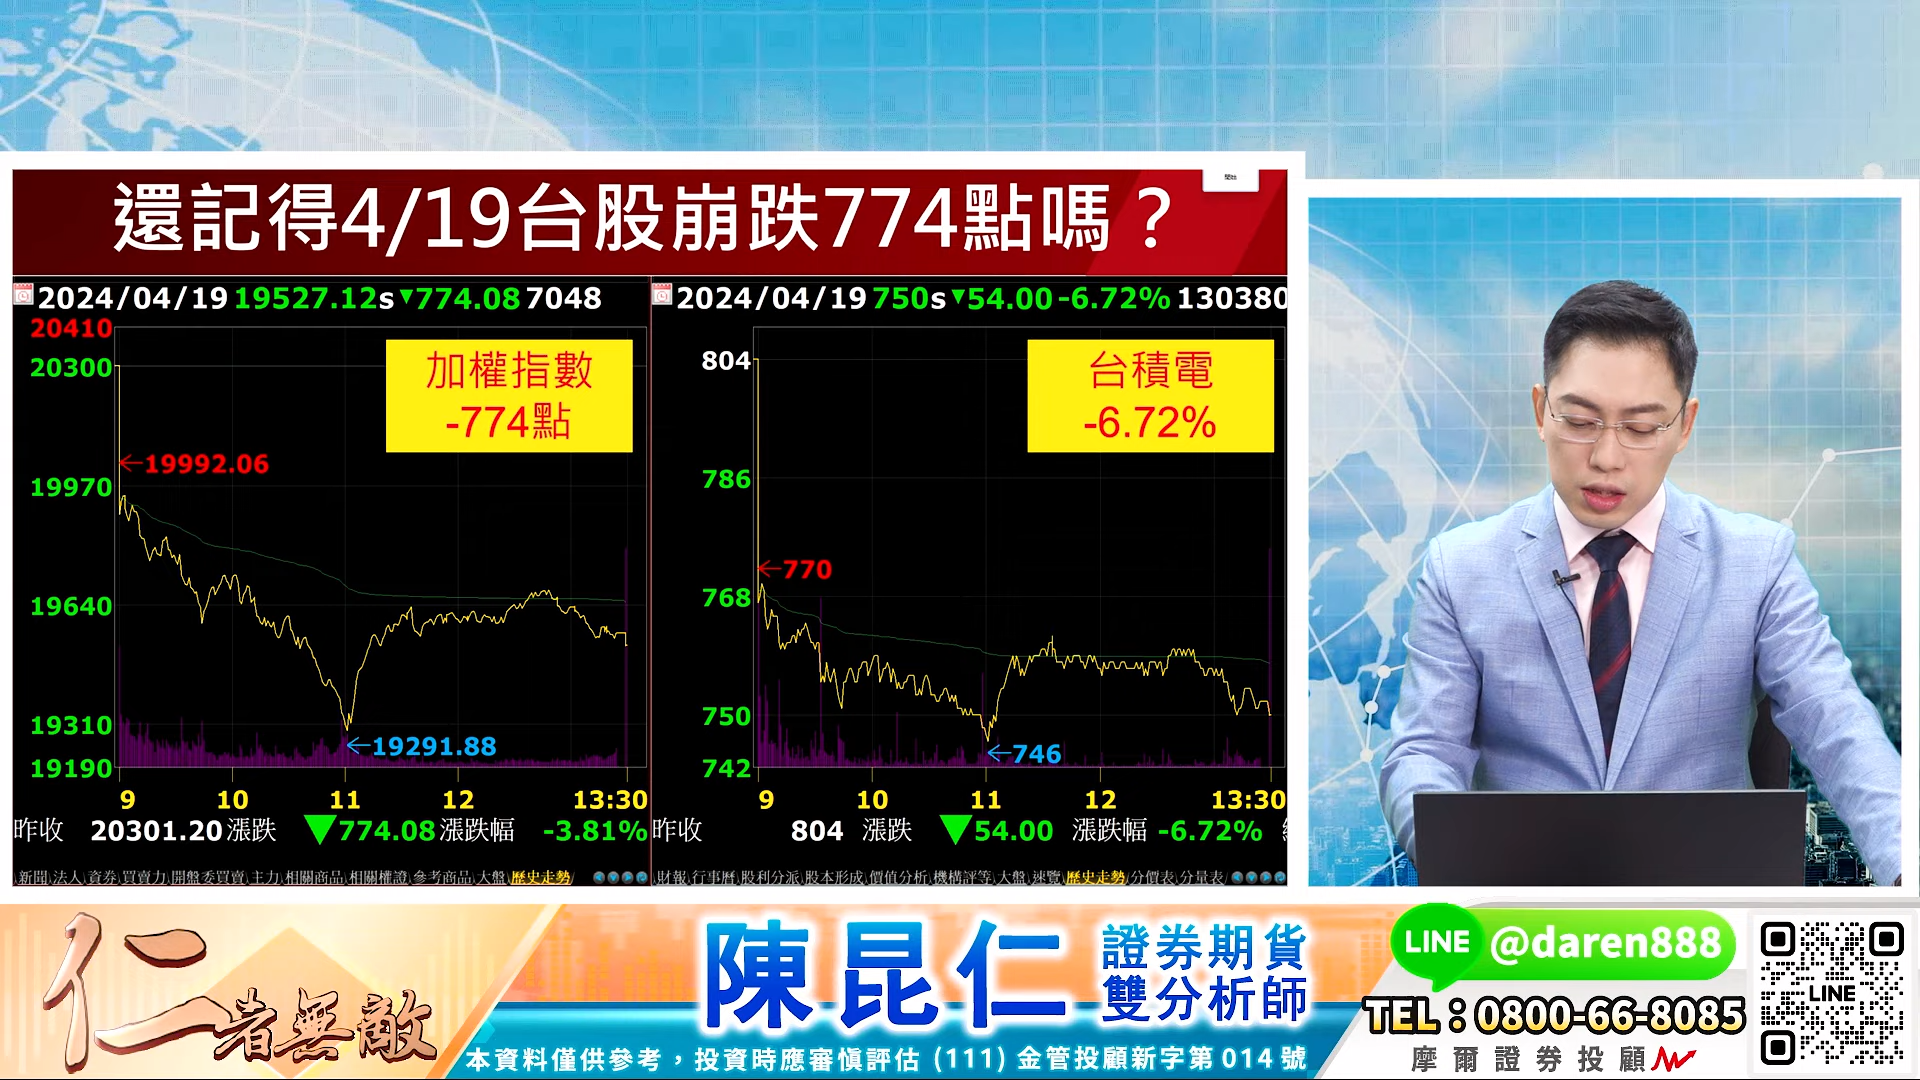 還記得4/19台股崩跌774點嗎？
開始
2024/04/19 19527.12s ▼774.08 7048
20410
20300
19970
19640
19310
19190
加權指數
-774點
←19992.06
←19291.88
9 10 11 12 13:30
昨收 20301.20 漲跌 ▼774.08 漲跌幅 -3.81%
新聞 法人 資券 買賣力 開盤委買賣 主力 相關商品 相關權證 參考商品 大盤 歷史走勢
2024/04/19 750s ▼54.00 -6.72% 130380
804
786
768
750
742
台積電
-6.72%
←770
←746
9 10 11 12 13:30
昨收 804 漲跌 ▼54.00 漲跌幅 -6.72%
財報 行事曆 股利分派 股本形成 價值分析 機構評等 大盤 速覽 歷史走勢 分價表 分量表
仁者無敵
陳昆仁
證券期貨
雙分析師
本資料僅供參考，投資時應審慎評估 (111) 金管投顧新字第014號
LINE @daren888
TEL：0800-66-8085
摩爾證券投顧
LINE